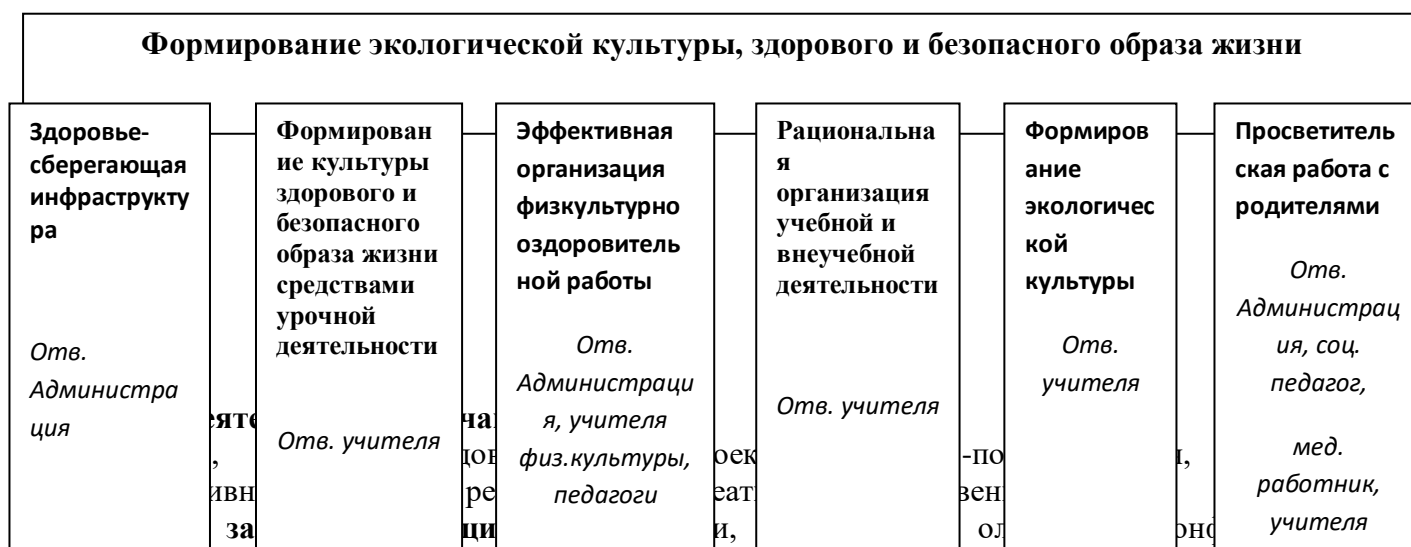 Формирование экологической культуры, здорового и безопасного образа жизни
Здоровье-
сберегающая
инфраструкту
ра
Отв.
Администра
ция
Формирован
ие культуры
здорового и
безопасного
образа жизни
средствами
урочной
деятельности
Отв. учителя
Эффективная
организация
физкультурно
оздоровитель
ной работы
Отв.
Администраци
я, учителя
физ.культуры,
педагоги
Рациональна
я
организация
учебной и
внеучебной
деятельности
Отв. учителя
Формиров
ание
экологичес
кой
культуры
Отв.
учителя
Просветитель
ская работа с
родителями
Отв.
Администрац
ия, соц.
педагог,
мед.
работник,
учителя